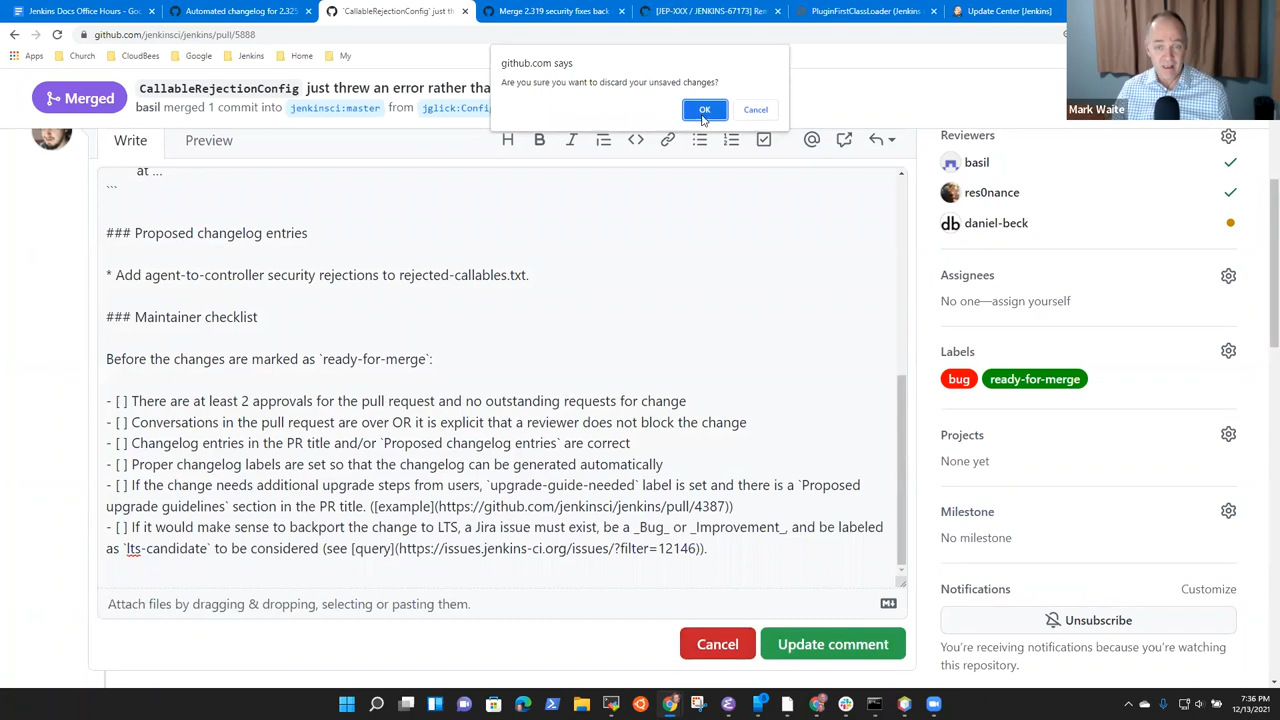 Jenkins Docs Office Hours - Goo
Automated changelog for 2.325
`CallableRejectionConfig` just th
Merge 2.319 security fixes back
[JEP-XXX / JENKINS-67173] Rem
PluginFirstClassLoader (Jenkins
Update Center [Jenkins]
github.com/jenkinsci/jenkins/pull/5888
Apps
Church
CloudBees
Jenkins
Home
My
github.com says
Are you sure you want to discard your unsaved changes?
OK
Cancel
Mark Waite
Merged
CallableRejectionConfig just threw an error rather tha
basil merged 1 commit into jenkinsci:master from jglick:Confi
Write
Preview
at ...
```
### Proposed changelog entries
* Add agent-to-controller security rejections to rejected-callables.txt.
### Maintainer checklist
Before the changes are marked as `ready-for-merge`:
- [ ] There are at least 2 approvals for the pull request and no outstanding requests for change
- [ ] Conversations in the pull request are over OR it is explicit that a reviewer does not block the change
- [ ] Changelog entries in the PR title and/or `Proposed changelog entries` are correct
- [ ] Proper changelog labels are set so that the changelog can be generated automatically
- [ ] If the change needs additional upgrade steps from users, `upgrade-guide-needed` label is set and there is a `Proposed
upgrade guidelines` section in the PR title. ([example](https://github.com/jenkinsci/jenkins/pull/4387))
- [ ] If it would make sense to backport the change to LTS, a Jira issue must exist, be a _Bug_ or _Improvement_, and be labeled
as `lts-candidate` to be considered (see [query](https://issues.jenkins-ci.org/issues/?filter=12146)).
Attach files by dragging & dropping, selecting or pasting them.
Cancel
Update comment
Reviewers
basil
res0nance
db daniel-beck
Assignees
No one—assign yourself
Labels
bug
ready-for-merge
Projects
None yet
Milestone
No milestone
Notifications
Customize
Unsubscribe
You're receiving notifications because you're watching
this repository.
7:36 PM
12/13/2021